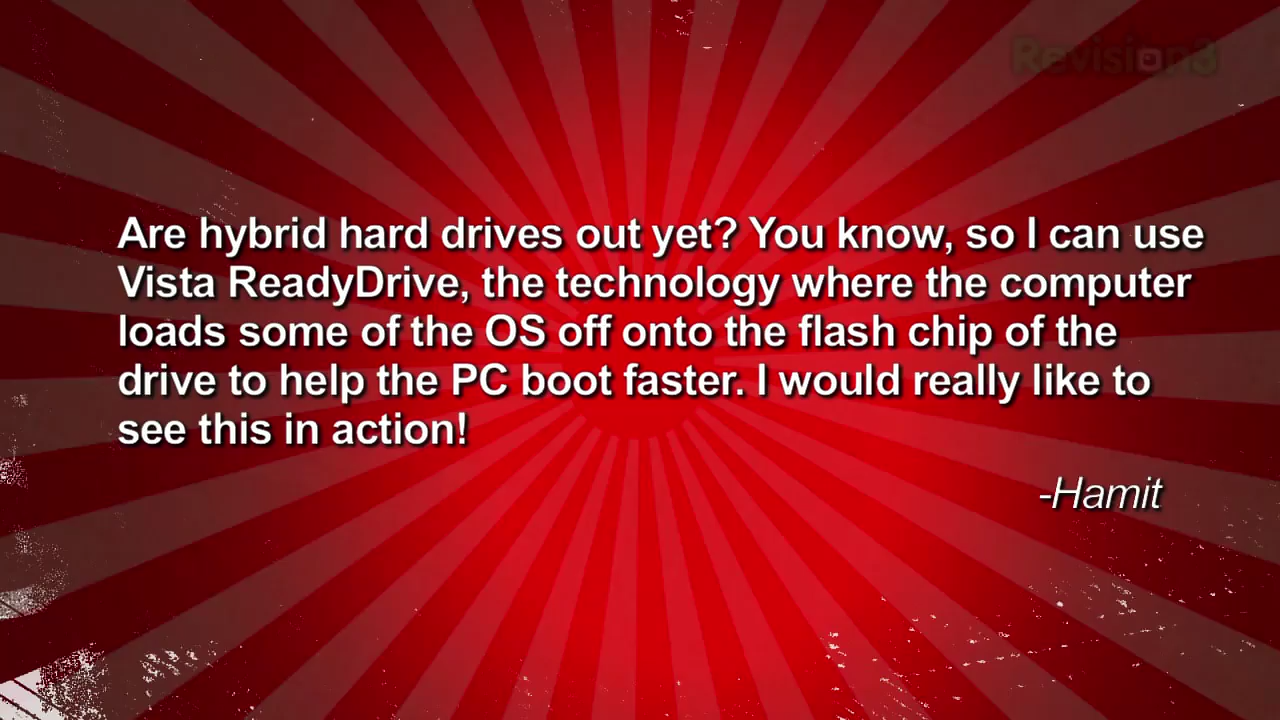 Revision3
Are hybrid hard drives out yet? You know, so I can use
Vista ReadyDrive, the technology where the computer
loads some of the OS off onto the flash chip of the
drive to help the PC boot faster. I would really like to
see this in action!
-Hamit